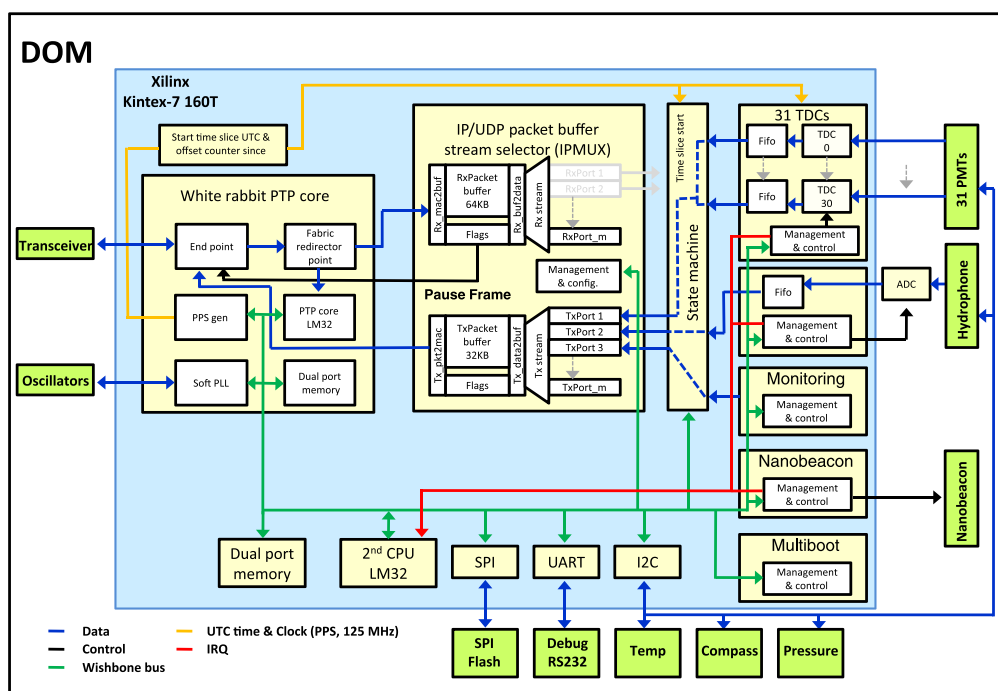 DOM
Xilinx
Kintex-7 160T
Start time slice UTC &
offset counter since
White rabbit PTP core
End point
Fabric
redirector
point
PPS gen
PTP core
LM32
Soft PLL
Dual port
memory
IP/UDP packet buffer
stream selector (IPMUX)
Rx_mac2buf
RxPacket
buffer
64KB
Flags
Rx_buf2data
Rx stream
RxPort 1
RxPort 2
RxPort_m
Management
& config.
Pause Frame
Tx_pkt2mac
TxPacket
buffer
32KB
Flags
Tx_data2buf
Tx stream
TxPort 1
TxPort 2
TxPort 3
TxPort_m
Time slice start
State machine
31 TDCs
Fifo
TDC
0
Fifo
TDC
30
Management
& control
Fifo
ADC
Management
& control
Monitoring
Management
& control
Nanobeacon
Management
& control
Multiboot
Management
& control
Transceiver
Oscillators
31 PMTs
Hydrophone
Nanobeacon
Dual port
memory
2nd CPU
LM32
SPI
UART
I2C
SPI
Flash
Debug
RS232
Temp
Compass
Pressure
Data
Control
Wishbone bus
UTC time & Clock (PPS, 125 MHz)
IRQ